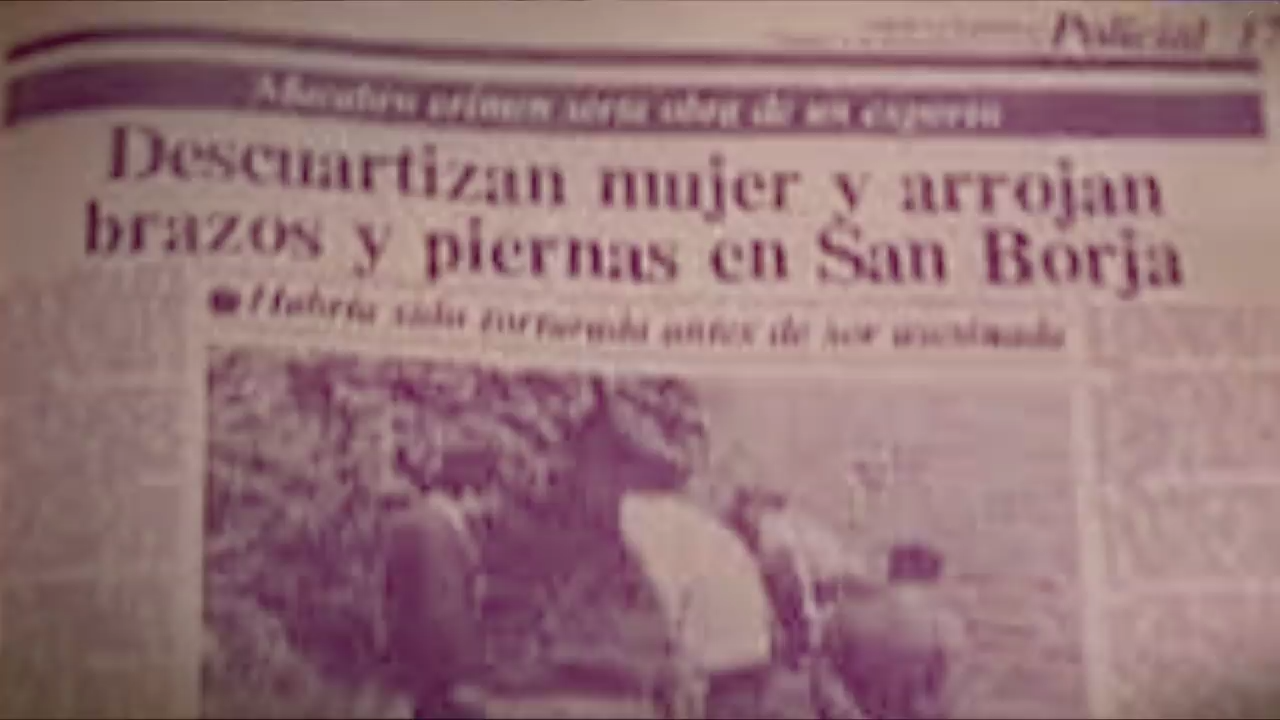 Policial
Macabro crimen sería obra de un experto
Descuartizan mujer y arrojan
brazos y piernas en San Borja
Habría sido torturada antes de ser asesinada